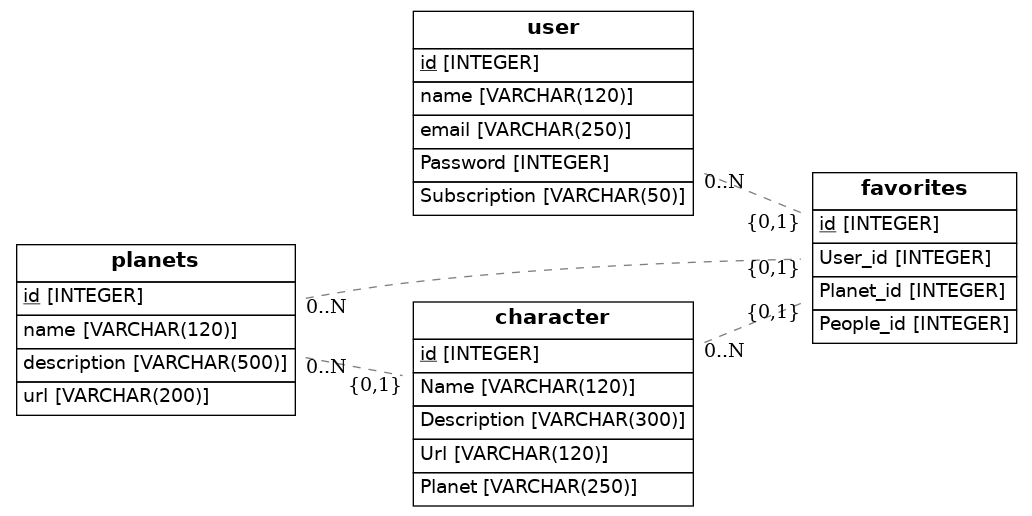 user
id [INTEGER]
name [VARCHAR(120)]
email [VARCHAR(250)]
Password [INTEGER]
Subscription [VARCHAR(50)]
0..N
{0,1}
favorites
id [INTEGER]
User_id [INTEGER]
Planet_id [INTEGER]
People_id [INTEGER]
planets
id [INTEGER]
name [VARCHAR(120)]
description [VARCHAR(500)]
url [VARCHAR(200)]
0..N
{0,1}
0..N
{0,1}
character
id [INTEGER]
Name [VARCHAR(120)]
Description [VARCHAR(300)]
Url [VARCHAR(120)]
Planet [VARCHAR(250)]
0..N
{0,1}